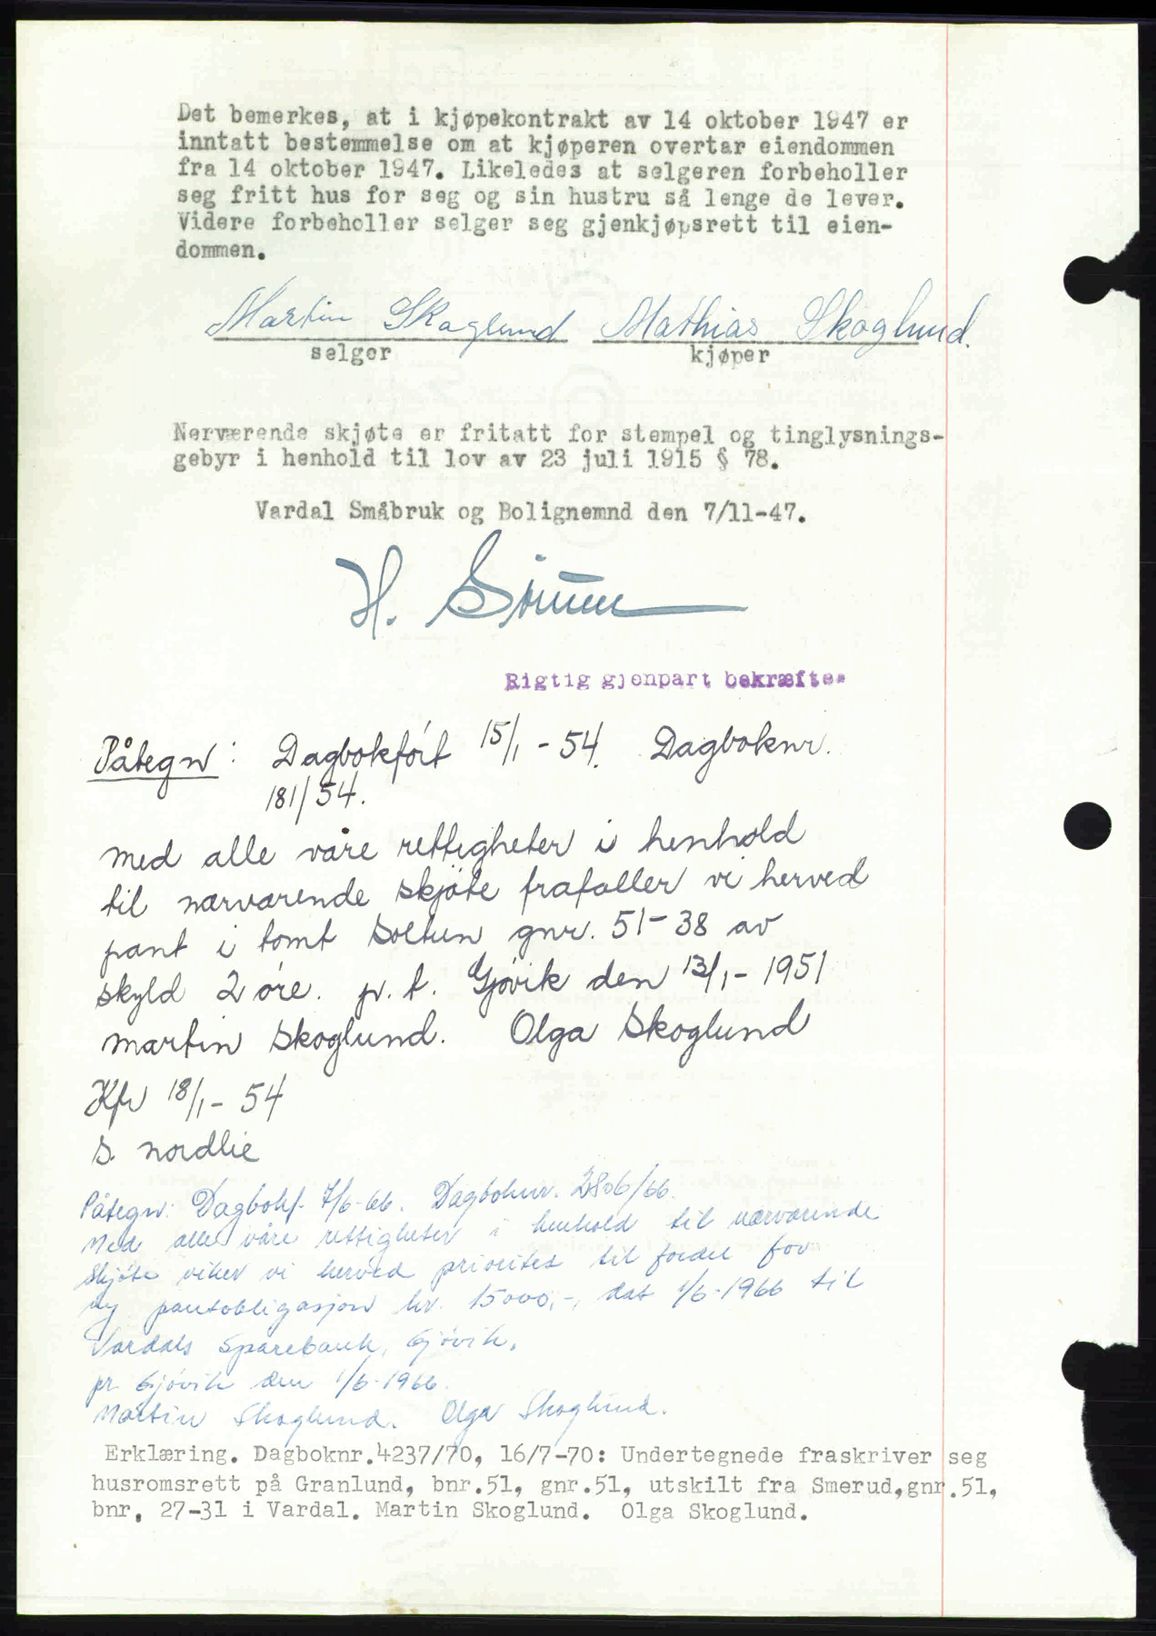 Det bemerkes, at i kjøpekontrakt av 14 oktober 1947 er
inntatt bestemmelse om at kjøperen overtar eiendommen
fra 14 oktober 1947. Likeledes at selgeren forbeholler
seg fritt hus for seg og sin hustru så lenge de lever.
Videre forbeholler selger seg gjenkjøpsrett til eien-
dommen.
Martin Skoglund Mathias Skoglund.
selger kjøper
Nerværende skjøte er fritatt for stempel og tinglysnings-
gebyr i henhold til lov av 23 juli 1915 § 78.
Vardal Småbruk og Bolignemnd den 7/11-47.
H.
Rigtig gjenpart bekræftes
Påtegn: Dagbokført 15/1-54. Dagboknr.
181/54.
Med alle våre rettigheter i henhold
til nærværende skjøte frafaller vi herved
pant i tomt Soltun gnr. 51-38 av
skyld 2 øre. p.t. Gjøvik den 13/1-1951
Martin Skoglund. Olga Skoglund
Kfr 18/1-54
S. Nordlie
Påtegn: Dagbokf. 7/6-66. Dagboknr. 2806/66.
Med alle våre rettigheter i henhold til nærværende
skjøte viker vi herved prioritet til fordel for
ny pantobligasjon kr. 15000,-, dat 1/6-1966 til
Vardals Sparebank, Gjøvik.
pr Gjøvik den 1/6-1966.
Martin Skoglund. Olga Skoglund.
Erklæring. Dagboknr.4237/70, 16/7-70: Undertegnede fraskriver seg
husromsrett på Granlund, bnr.51, gnr.51, utskilt fra Smerud,gnr.51,
bnr, 27-31 i Vardal. Martin Skoglund. Olga Skoglund.